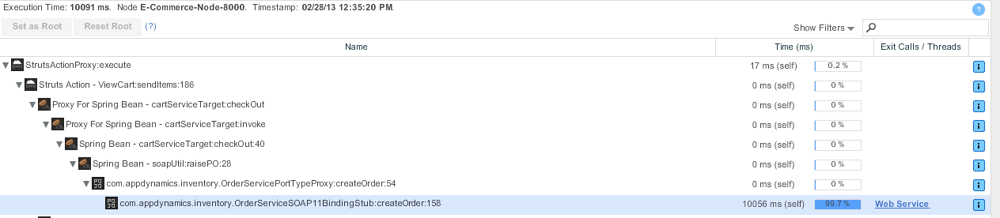 Execution Time: 10091 ms. Node E-Commerce-Node-8000. Timestamp: 02/28/13 12:35:20 PM. ?
Set as Root Reset Root (?) Show Filters
Name Time (ms) Exit Calls / Threads
StrutsActionProxy:execute 17 ms (self) 0.2 % i
Struts Action - ViewCart:sendItems:186 0 ms (self) 0 % i
Proxy For Spring Bean - cartServiceTarget:checkOut 0 ms (self) 0 % i
Proxy For Spring Bean - cartServiceTarget:invoke 0 ms (self) 0 % i
Spring Bean - cartServiceTarget:checkOut:40 0 ms (self) 0 % i
Spring Bean - soapUtil:raisePO:28 0 ms (self) 0 % i
PO JO com.appdynamics.inventory.OrderServicePortTypeProxy:createOrder:54 0 ms (self) 0 % i
PO JO com.appdynamics.inventory.OrderServiceSOAP11BindingStub:createOrder:158 10056 ms (self) 99.7 % Web Service i